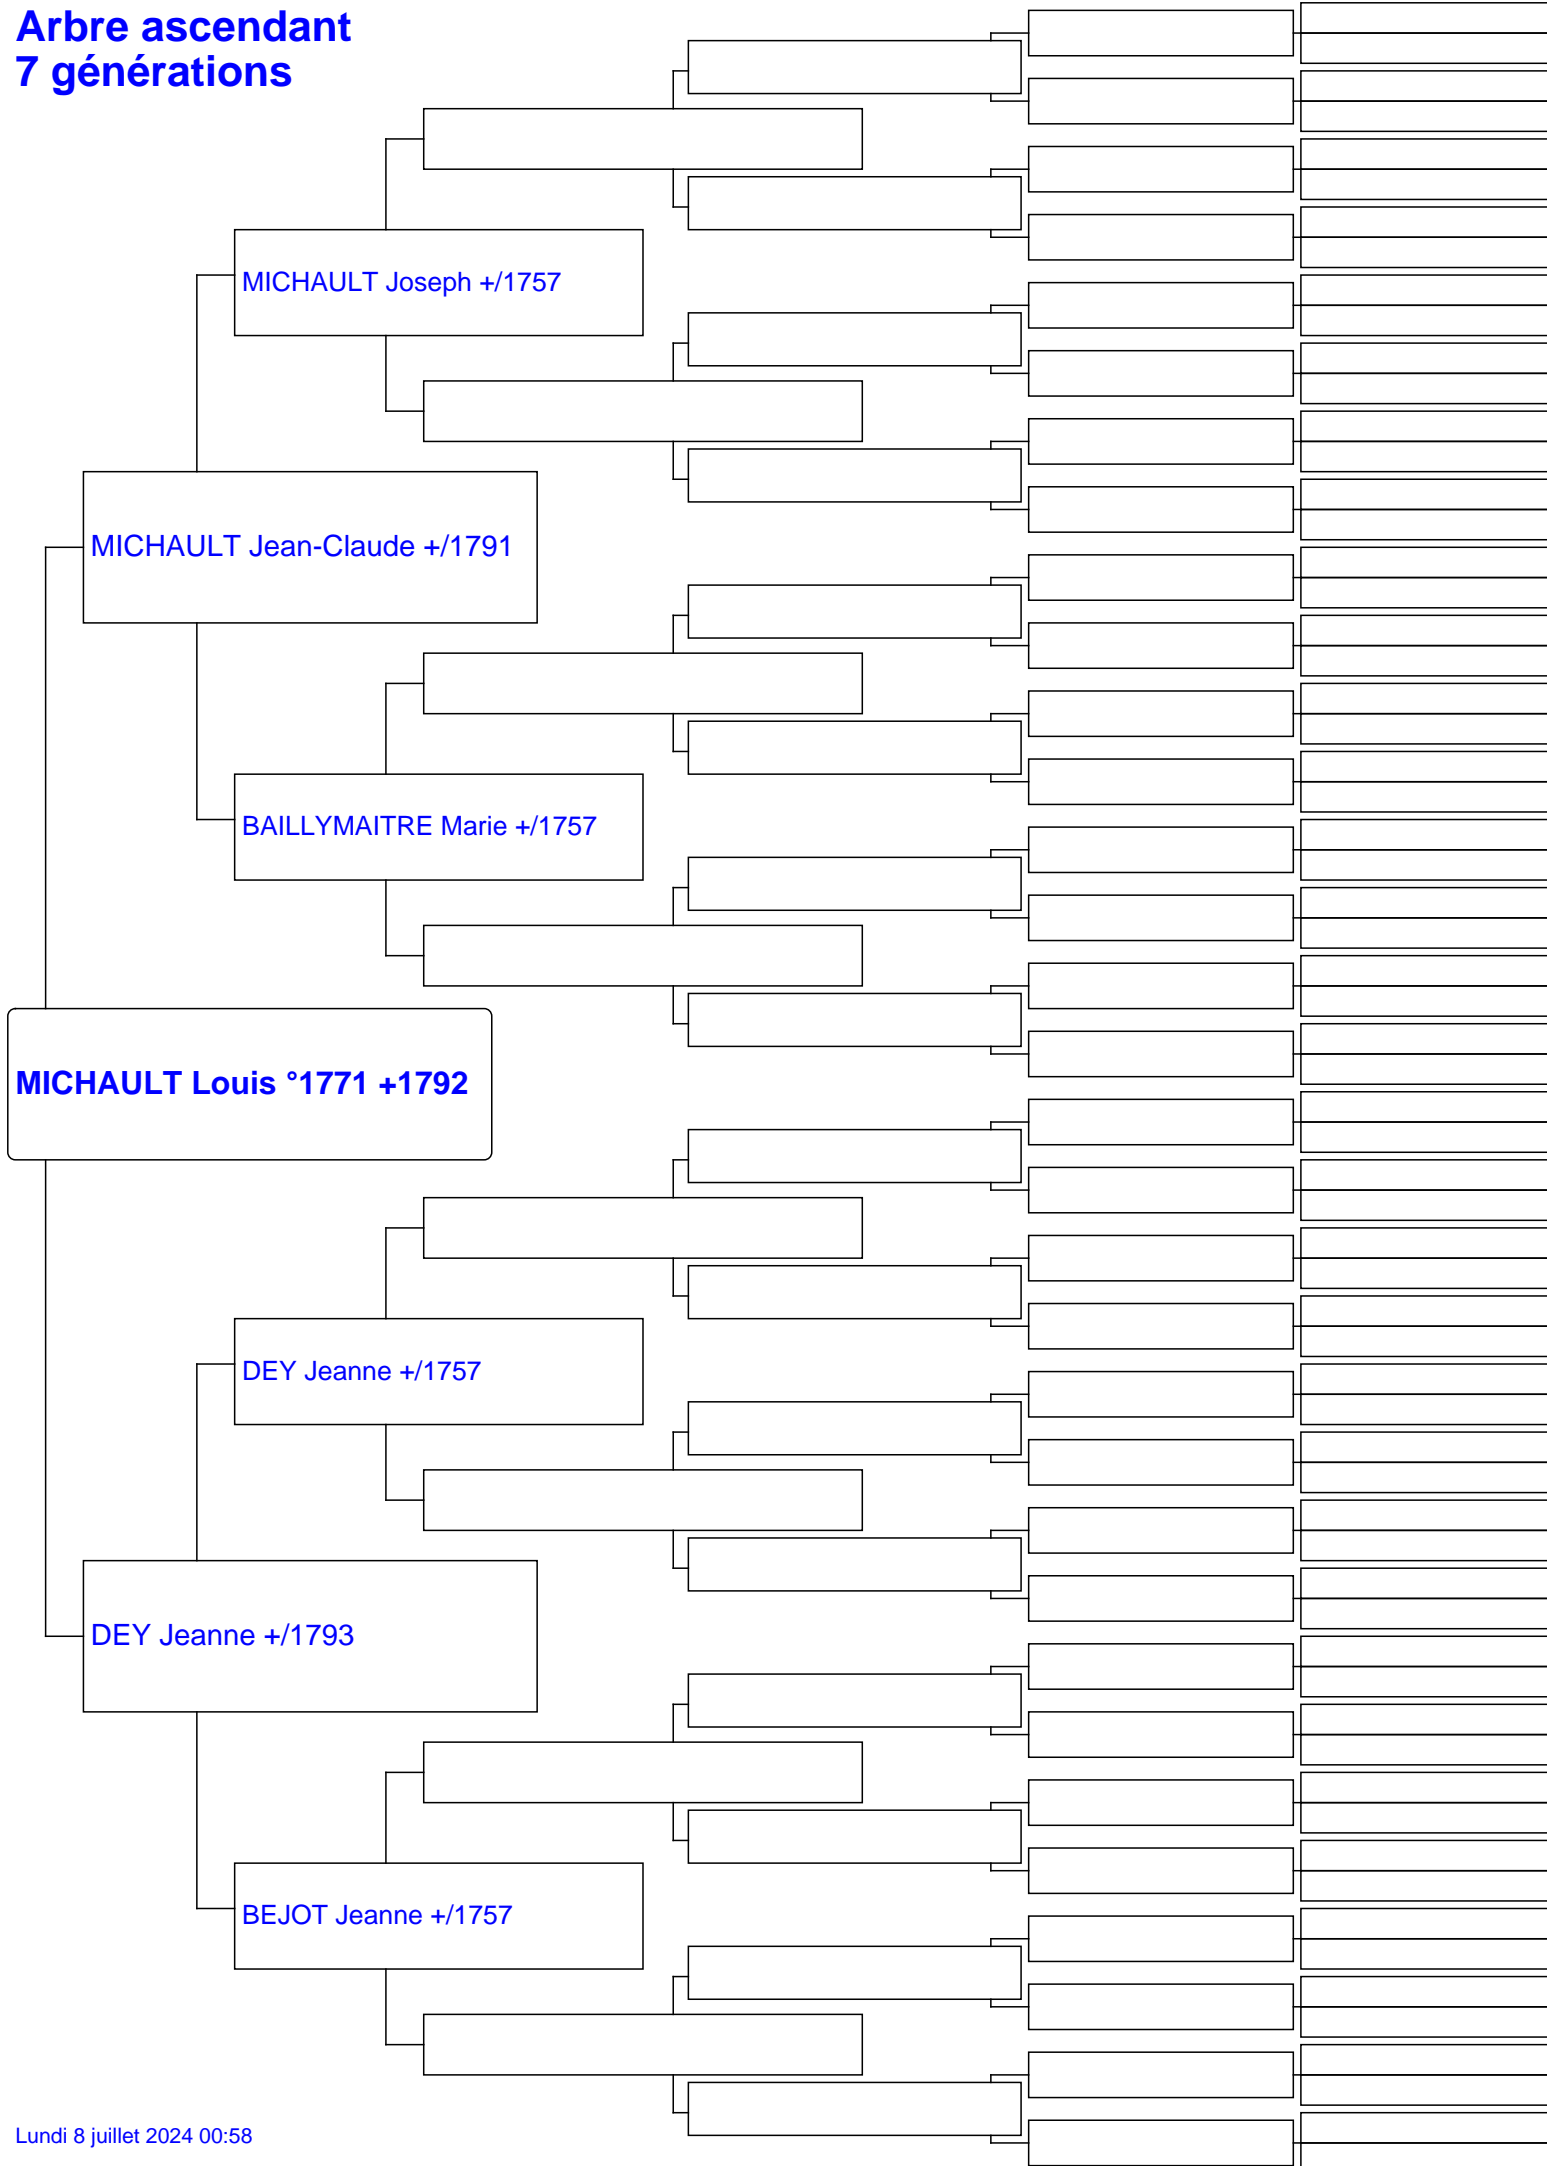 Arbre ascendant
7 générations
MICHAULT Joseph +/1757
MICHAULT Jean-Claude +/1791
BAILLYMAITRE Marie +/1757
MICHAULT Louis °1771 +1792
DEY Jeanne +/1757
DEY Jeanne +/1793
BEJOT Jeanne +/1757
Lundi 8 juillet 2024 00:58